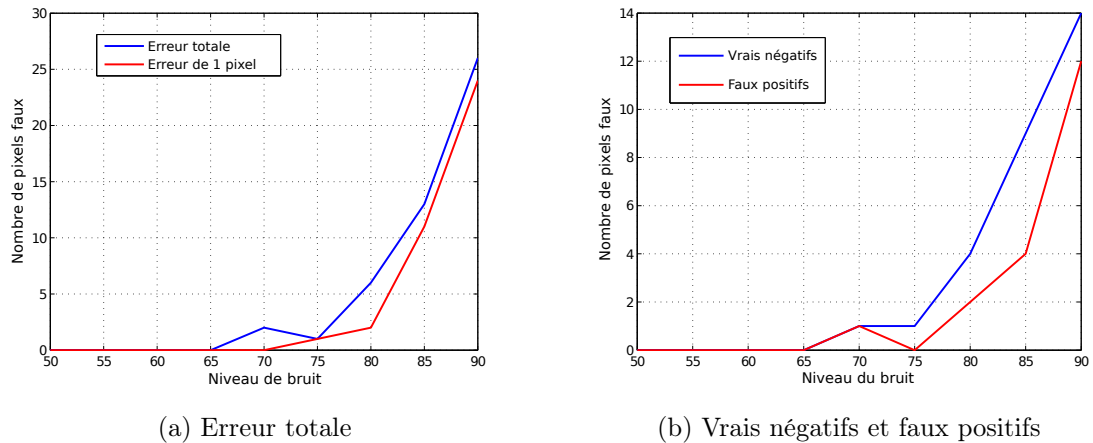 30
25
20
15
10
5
0
Nombre de pixels faux
Erreur totale
Erreur de 1 pixel
50 55 60 65 70 75 80 85 90
Niveau de bruit
(a) Erreur totale
14
12
10
8
6
4
2
0
Nombre de pixels faux
Vrais négatifs
Faux positifs
50 55 60 65 70 75 80 85 90
Niveau du bruit
(b) Vrais négatifs et faux positifs